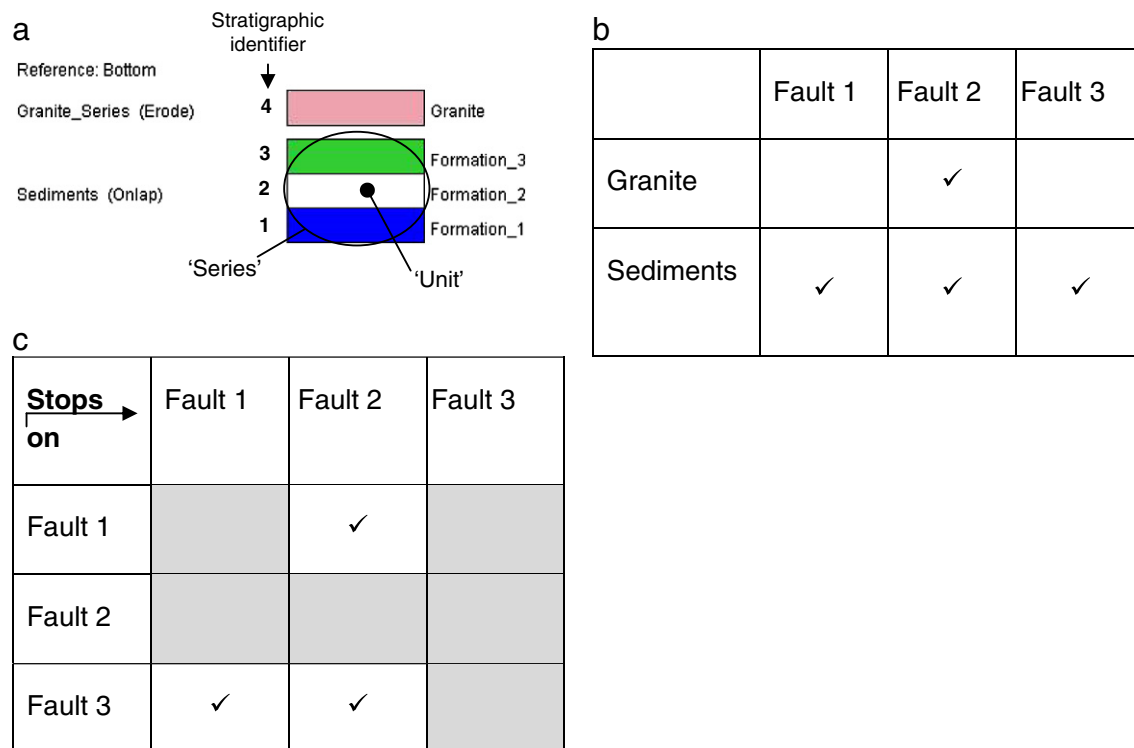 a
Stratigraphic
identifier
Reference: Bottom
Granite_Series (Erode) 4 Granite
3 Formation_3
Sediments (Onlap) 2 Formation_2
1 Formation_1
‘Series’
‘Unit’
b
Fault 1 Fault 2 Fault 3
Granite ✓
Sediments ✓ ✓ ✓
c
Stops on Fault 1 Fault 2 Fault 3
Fault 1 ✓
Fault 2
Fault 3 ✓ ✓